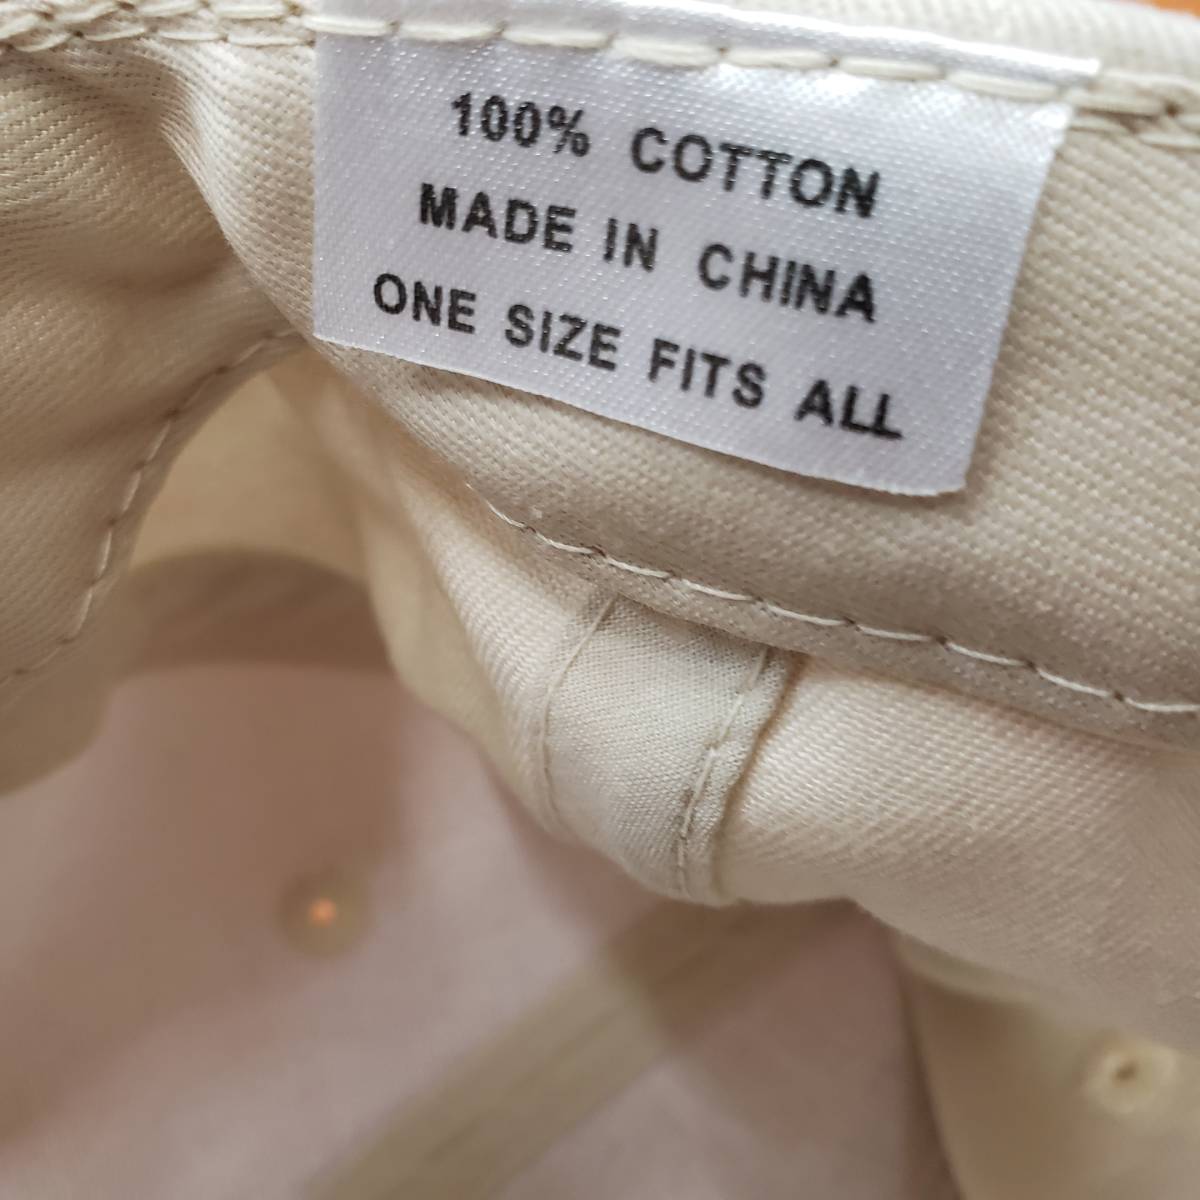 100% COTTON
MADE IN CHINA
ONE SIZE FITS ALL